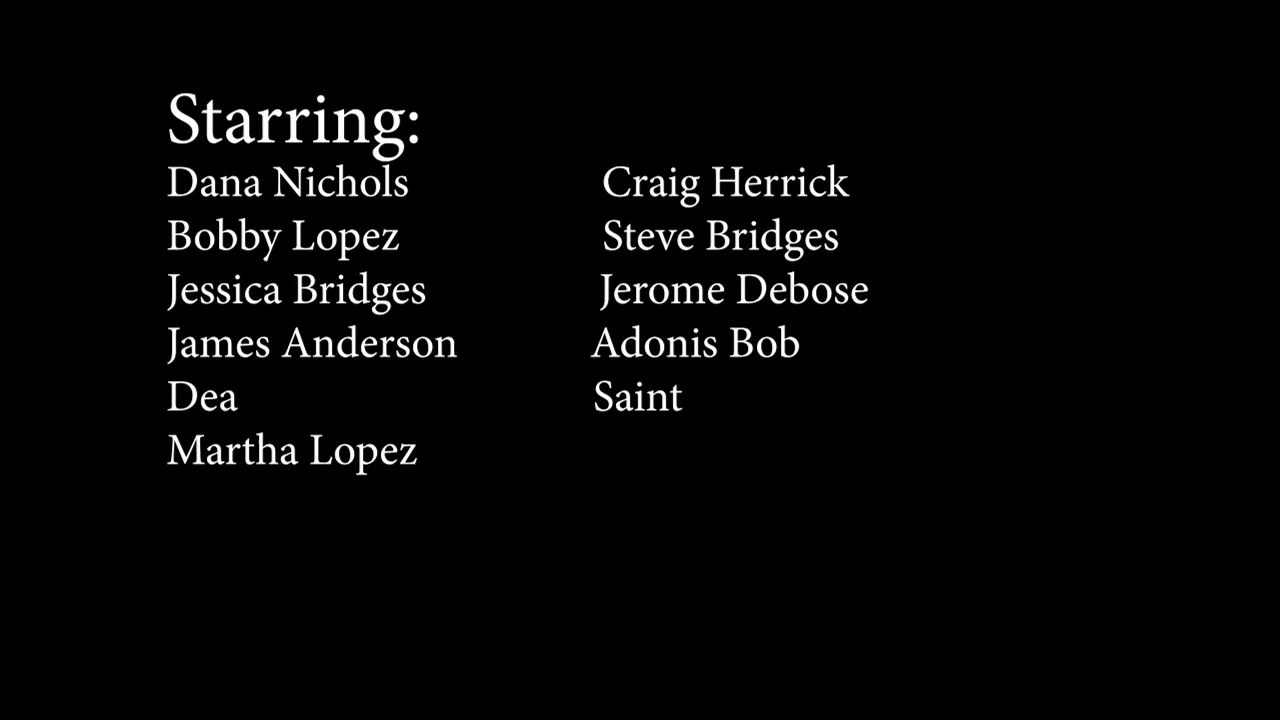 Starring:
Dana Nichols Craig Herrick
Bobby Lopez Steve Bridges
Jessica Bridges Jerome Debose
James Anderson Adonis Bob
Dea Saint
Martha Lopez